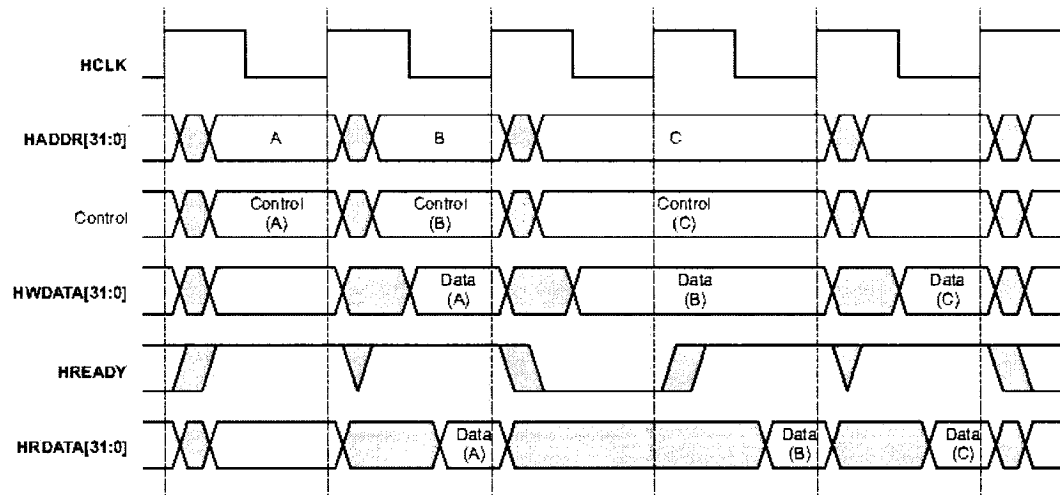 HCLK
HADDR[31:0]
A
B
C
Control
Control
(A)
Control
(B)
Control
(C)
HWDATA[31:0]
Data
(A)
Data
(B)
Data
(C)
HREADY
HRDATA[31:0]
Data
(A)
Data
(B)
Data
(C)